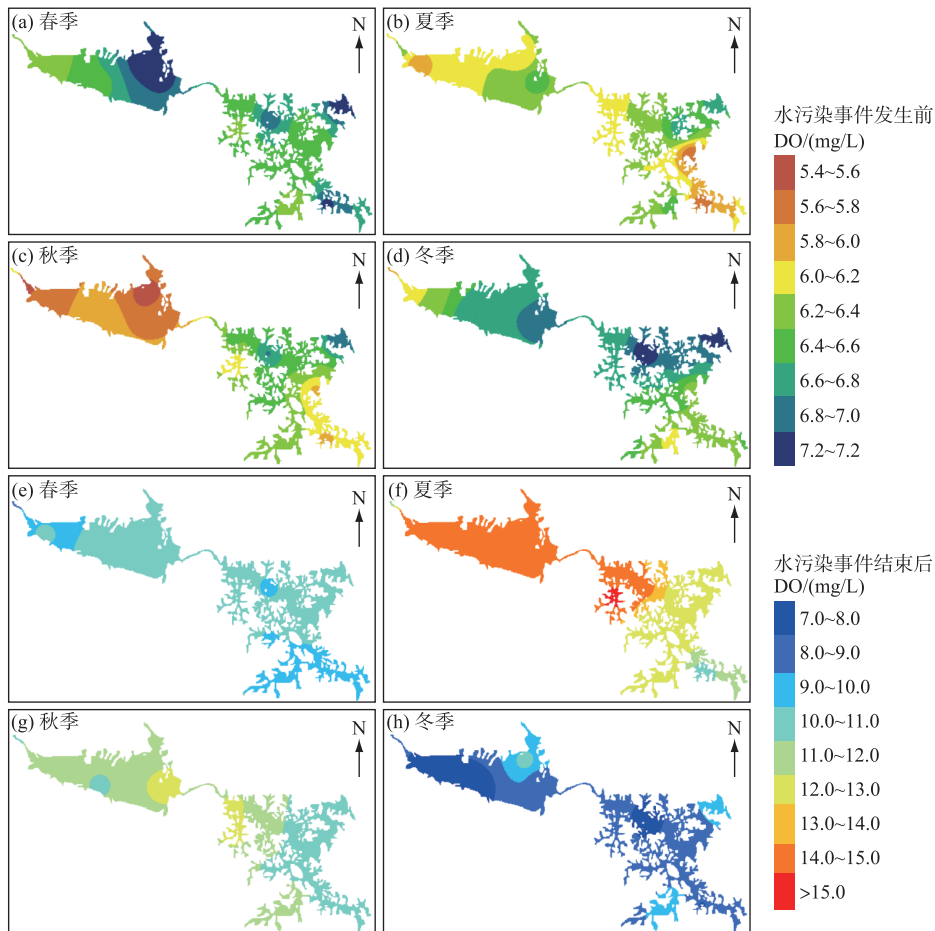 (a) 春季
N
(b) 夏季
N
(c) 秋季
N
(d) 冬季
N
水污染事件发生前
DO/(mg/L)
5.4~5.6
5.6~5.8
5.8~6.0
6.0~6.2
6.2~6.4
6.4~6.6
6.6~6.8
6.8~7.0
7.2~7.2
(e) 春季
N
(f) 夏季
N
(g) 秋季
N
(h) 冬季
N
水污染事件结束后
DO/(mg/L)
7.0~8.0
8.0~9.0
9.0~10.0
10.0~11.0
11.0~12.0
12.0~13.0
13.0~14.0
14.0~15.0
>15.0